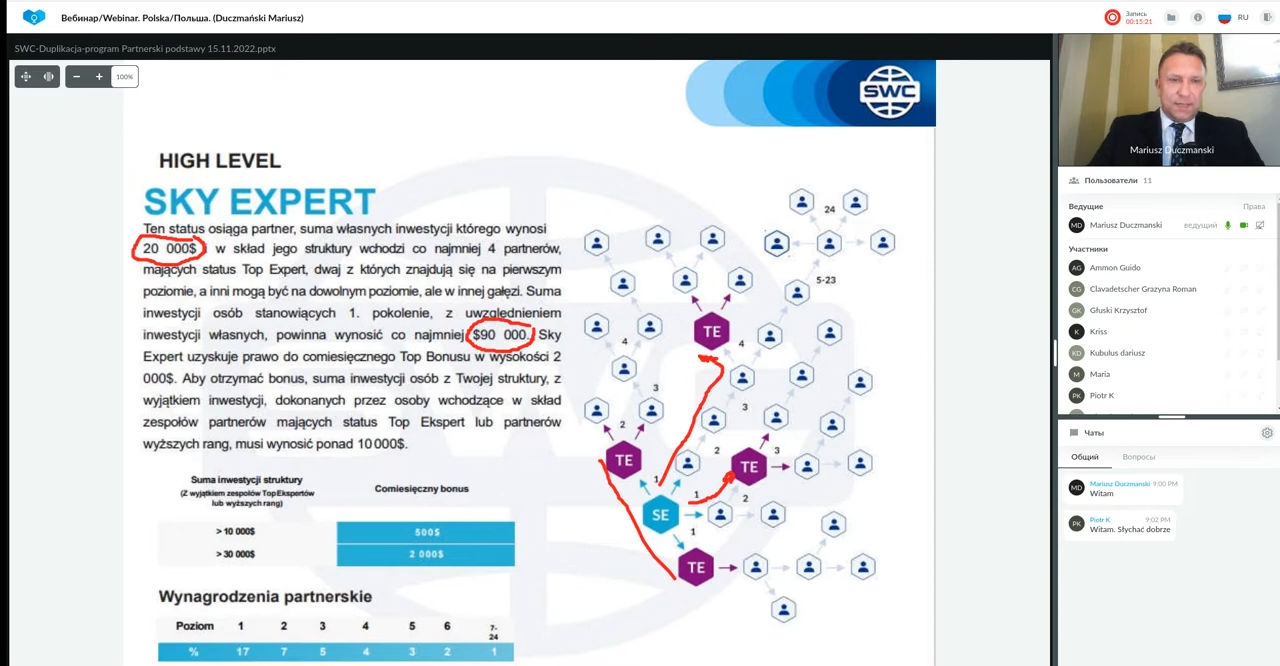 Вебинар/Webinar. Polska/Польша. (Duczmański Mariusz)
Запись
00:15:21
RU
SWC-Duplikacja-program Partnerski podstawy 15.11.2022.pptx
100%
SWC
HIGH LEVEL
SKY EXPERT
Ten status osiąga partner, suma własnych inwestycji którego wynosi
20 000$ w skład jego struktury wchodzi co najmniej 4 partnerów,
mających status Top Expert, dwaj z których znajdują się na pierwszym
poziomie, a inni mogą być na dowolnym poziomie, ale w innej gałęzi. Suma
inwestycji osób stanowiących 1. pokolenie, z uwzględnieniem
inwestycji własnych, powinna wynosić co najmniej $90 000. Sky
Expert uzyskuje prawo do comiesięcznego Top Bonusu w wysokości 2
000$. Aby otrzymać bonus, suma inwestycji osób z Twojej struktury, z
wyjątkiem inwestycji, dokonanych przez osoby wchodzące w skład
zespołów partnerów mających status Top Ekspert lub partnerów
wyższych rang, musi wynosić ponad 10 000$.
Suma inwestycji struktury
(Z wyjątkiem zespołów Top Ekspertów
lub wyższych rang)
Comiesięczny bonus
> 10 000$
500$
> 30 000$
2 000$
Wynagrodzenia partnerskie
Poziom 1 2 3 4 5 6 7-
24
% 17 7 5 4 3 2 1
24
5-23
TE
4
4
3
3
2
TE
2
TE
3
1
1
2
SE
1
TE
Mariusz Duczmanski
Пользователи 11
Ведущие
Права
MD Mariusz Duczmanski ведущий
Участники
AG Ammon Guido
CG Clavadetscher Grazyna Roman
GK Głuski Krzysztof
K Kriss
KD Kubulus dariusz
M Maria
PK Piotr K
Чаты
Общий
Вопросы
MD Mariusz Duczmanski 9:00 PM
Witam
PK Piotr K 9:02 PM
Witam. Słychać dobrze